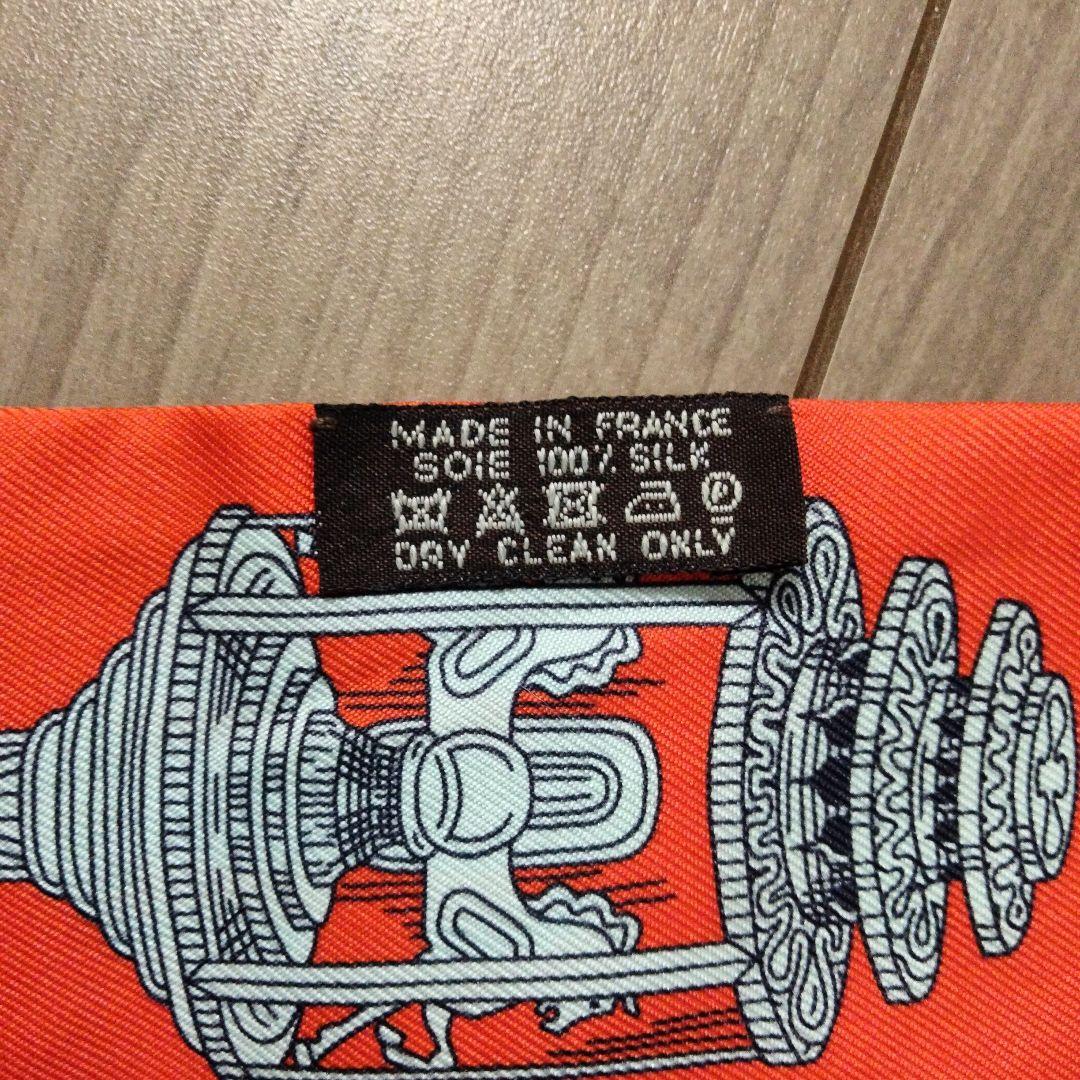 MADE IN FRANCE
SOIE 100% SILK
P
DRY CLEAN ONLY